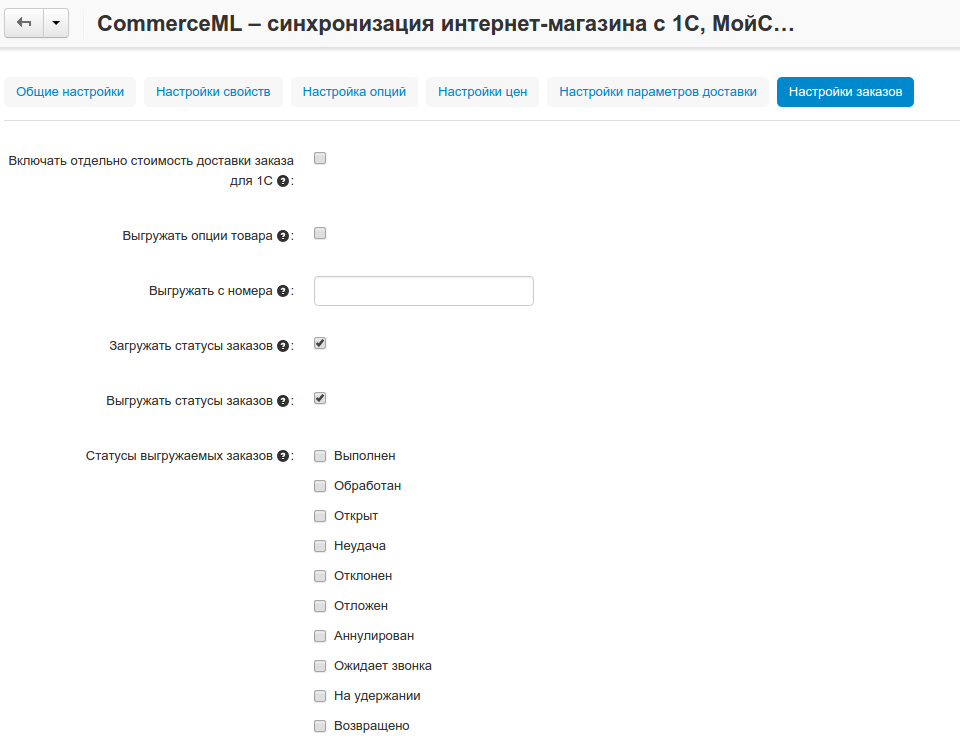 CommerceML – синхронизация интернет-магазина с 1С, МойС...
Общие настройки
Настройки свойств
Настройка опций
Настройки цен
Настройки параметров доставки
Настройки заказов
Включать отдельно стоимость доставки заказа
для 1С ?:
Выгружать опции товара ?:
Выгружать с номера ?:
Загружать статусы заказов ?:
Выгружать статусы заказов ?:
Статусы выгружаемых заказов ?:
Выполнен
Обработан
Открыт
Неудача
Отклонен
Отложен
Аннулирован
Ожидает звонка
На удержании
Возвращено